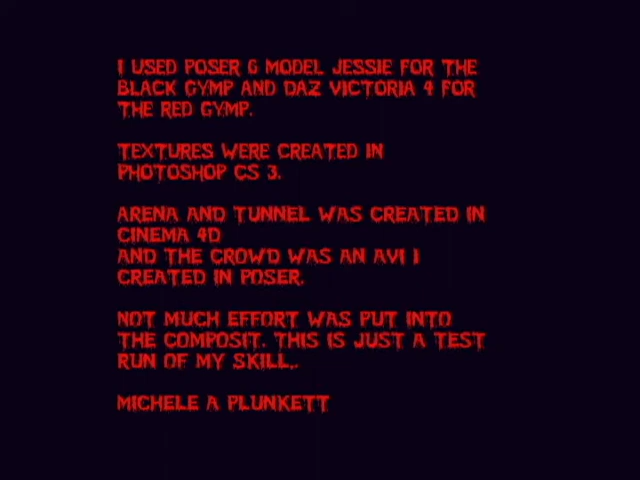 I USED POSER 6 MODEL JESSIE FOR THE
BLACK GYMP AND DAZ VICTORIA 4 FOR
THE RED GYMP.
TEXTURES WERE CREATED IN
PHOTOSHOP CS 3.
ARENA AND TUNNEL WAS CREATED IN
CINEMA 4D
AND THE CROWD WAS AN AVI I
CREATED IN POSER.
NOT MUCH EFFORT WAS PUT INTO
THE COMPOSIT. THIS IS JUST A TEST
RUN OF MY SKILL,.
MICHELE A PLUNKETT